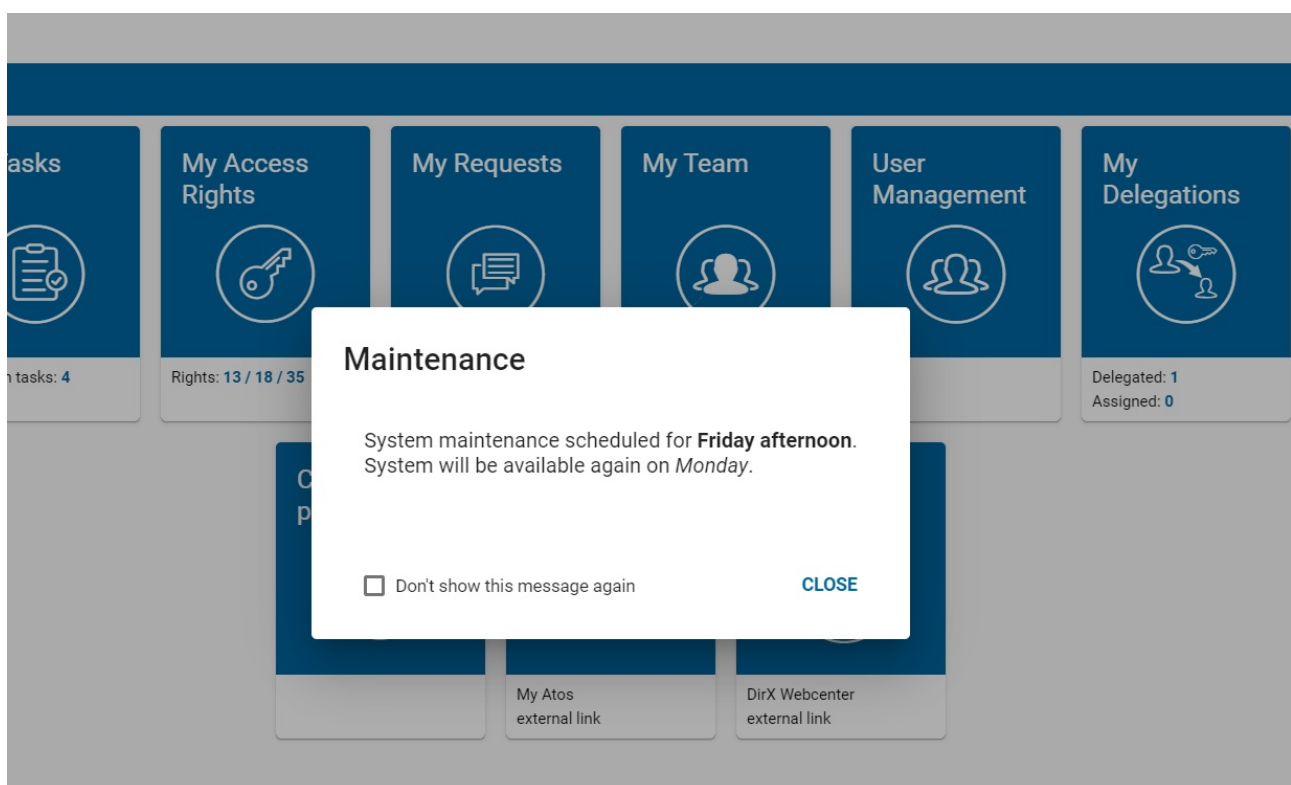 My Access
Rights
My Requests
My Team
User
Management
My
Delegations
tasks: 4
Rights: 13 / 18 / 35
Delegated: 1
Assigned: 0
Maintenance
System maintenance scheduled for Friday afternoon.
System will be available again on Monday.
Don't show this message again
CLOSE
My Atos
external link
DirX Webcenter
external link